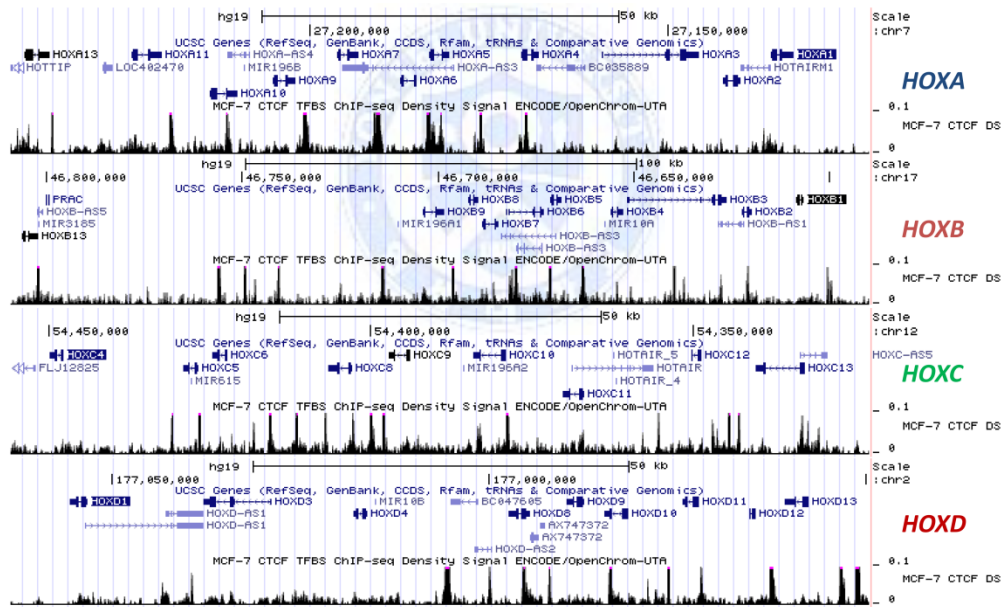 hg19 50 kb Scale
27,200,000 27,150,000 :chr7
UCSC Genes (RefSeq, GenBank, CCDS, Rfam, tRNAs & Comparative Genomics)
HOXA13 HOXA11 HOXA-AS4 HOXA7 HOXA5 HOXA4 HOXA3 HOXA1
HOTTIP LOC402470 MIR196B HOXA-AS3 BC035889 HOTAIRM1
HOXA9 HOXA6 HOXA2
HOXA10
HOXA
MCF-7 CTCF TFBS ChIP-seq Density Signal ENCODE/OpenChrom-UTA
0.1
MCF-7 CTCF DS
0
hg19 100 kb Scale
46,800,000 46,750,000 46,700,000 46,650,000 :chr17
UCSC Genes (RefSeq, GenBank, CCDS, Rfam, tRNAs & Comparative Genomics)
PRAC HOXB8 HOXB5 HOXB3 HOXB1
HOXB-AS5 HOXB9 HOXB6 HOXB4 HOXB2
MIR3185 MIR196A1 HOXB7 MIR10A HOXB-AS1
HOXB13 HOXB-AS3
HOXB-AS3
HOXB
MCF-7 CTCF TFBS ChIP-seq Density Signal ENCODE/OpenChrom-UTA
0.1
MCF-7 CTCF DS
0
hg19 50 kb Scale
54,450,000 54,400,000 54,350,000 :chr12
UCSC Genes (RefSeq, GenBank, CCDS, Rfam, tRNAs & Comparative Genomics)
HOXC4 HOXC6 HOXC9 HOXC10 HOTAIR_5 HOXC12 HOXC-AS5
FLJ12825 HOXC5 HOXC8 MIR196A2 HOTAIR HOXC13
MIR615 HOTAIR_4
HOXC11
HOXC
MCF-7 CTCF TFBS ChIP-seq Density Signal ENCODE/OpenChrom-UTA
0.1
MCF-7 CTCF DS
0
hg19 50 kb Scale
177,050,000 177,000,000 :chr2
UCSC Genes (RefSeq, GenBank, CCDS, Rfam, tRNAs & Comparative Genomics)
HOXD1 HOXD3 MIR10B BC047605 HOXD9 HOXD11 HOXD13
HOXD-AS1 HOXD4 HOXD8 HOXD10 HOXD12
HOXD-AS1 AX747372
AX747372
HOXD-AS2
HOXD
MCF-7 CTCF TFBS ChIP-seq Density Signal ENCODE/OpenChrom-UTA
0.1
MCF-7 CTCF DS
0